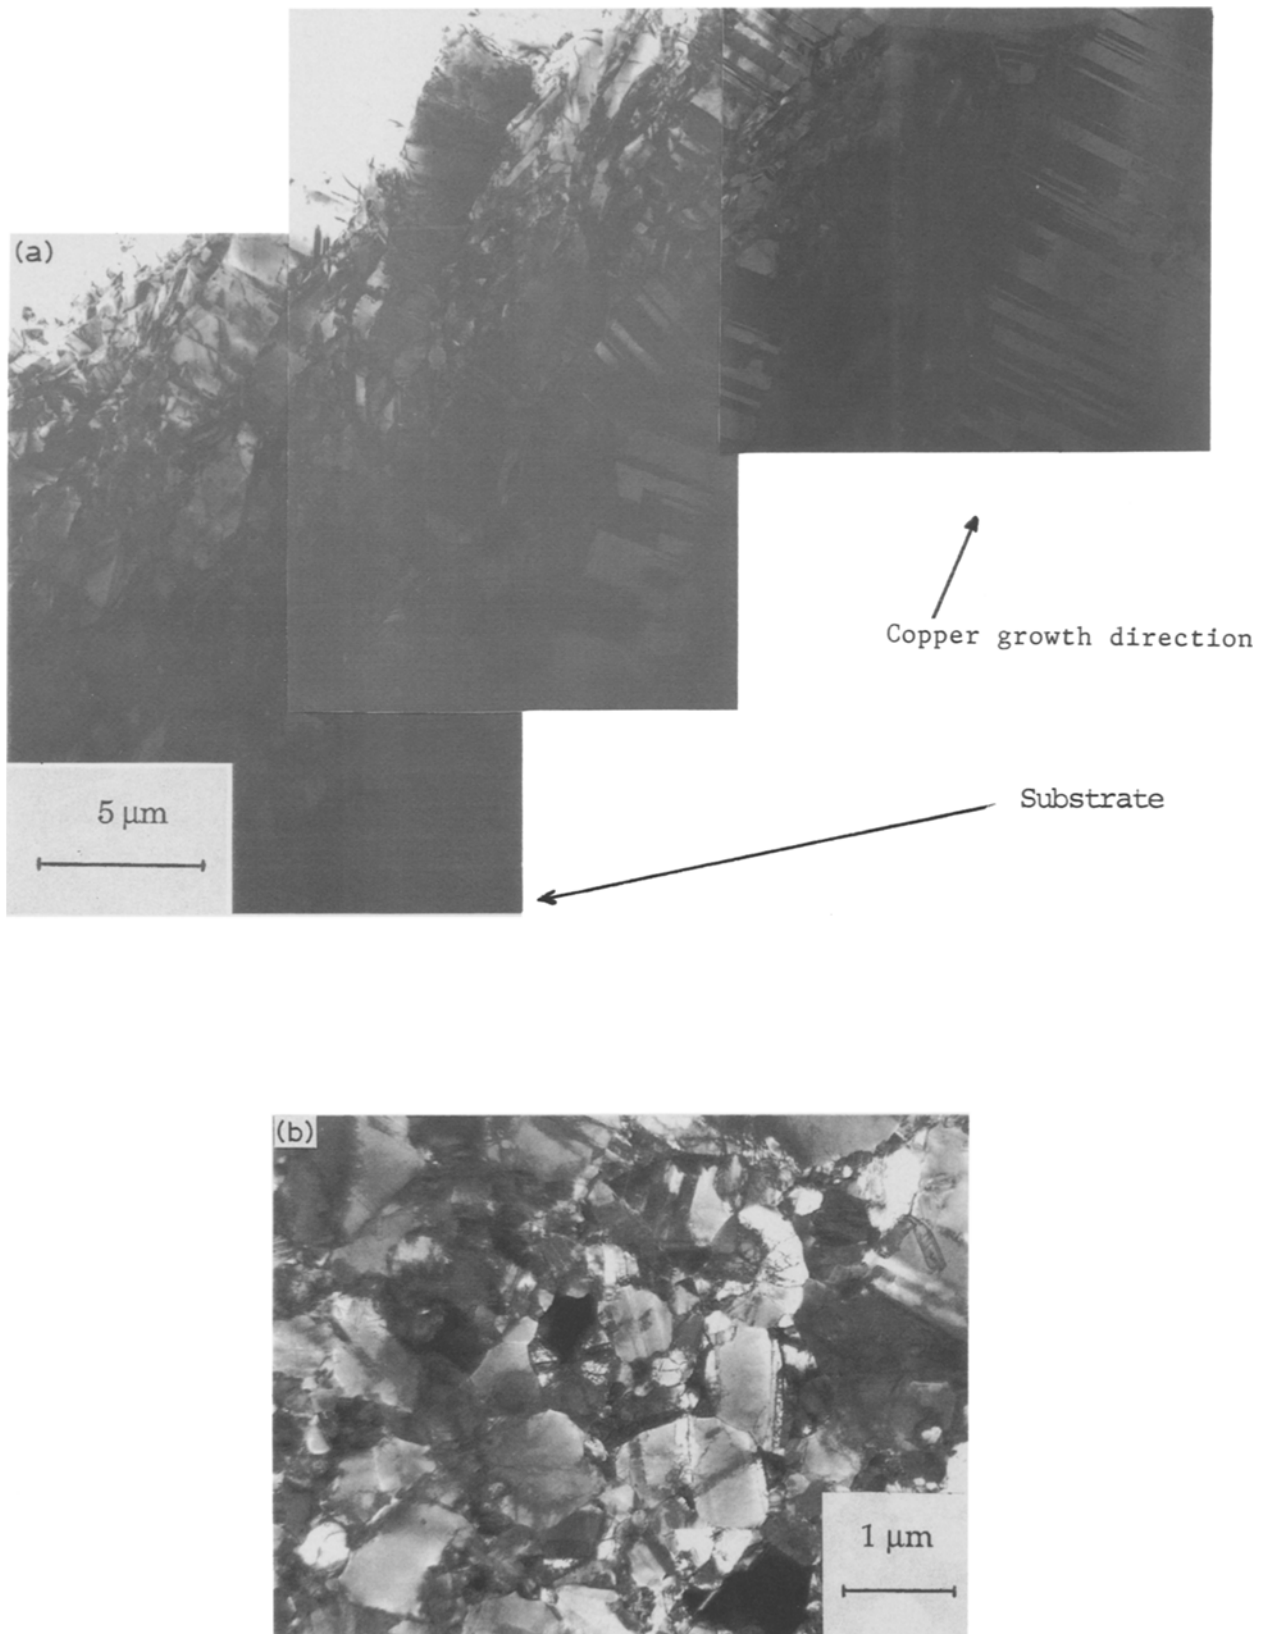 (a)
Copper growth direction
Substrate
5 μm
(b)
1 μm